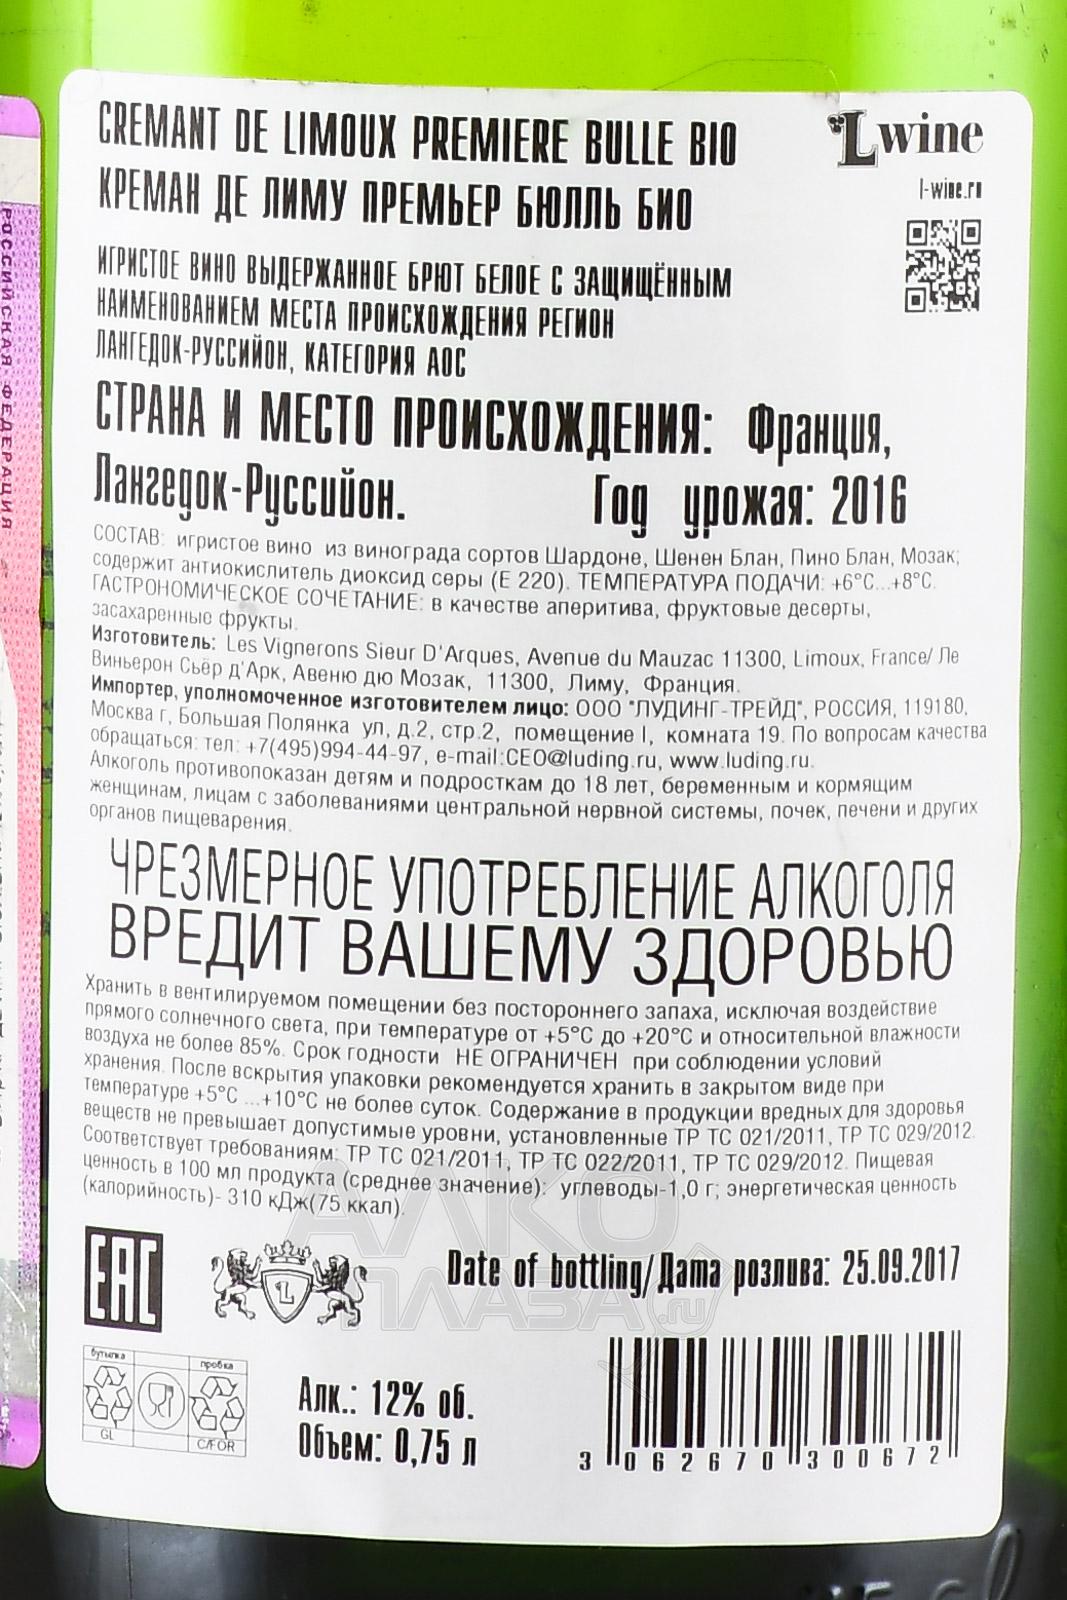 CREMANT DE LIMOUX PREMIERE BULLE BIO
КРЕМАН ДЕ ЛИМУ ПРЕМЬЕР БЮЛЛЬ БИО
L wine
l-wine.ru
ИГРИСТОЕ ВИНО ВЫДЕРЖАННОЕ БРЮТ БЕЛОЕ С ЗАЩИЩЁННЫМ
НАИМЕНОВАНИЕМ МЕСТА ПРОИСХОЖДЕНИЯ РЕГИОН
ЛАНГЕДОК-РУССИЙОН, КАТЕГОРИЯ AOC
СТРАНА И МЕСТО ПРОИСХОЖДЕНИЯ: Франция,
Лангедок-Руссийон. Год урожая: 2016
СОСТАВ: игристое вино из винограда сортов Шардоне, Шенен Блан, Пино Блан, Мозак;
содержит антиокислитель диоксид серы (Е 220). ТЕМПЕРАТУРА ПОДАЧИ: +6°С...+8°С.
ГАСТРОНОМИЧЕСКОЕ СОЧЕТАНИЕ: в качестве аперитива, фруктовые десерты,
засахаренные фрукты.
Изготовитель: Les Vignerons Sieur D'Arques, Avenue du Mauzac 11300, Limoux, France/ Ле
Виньерон Сьёр д'Арк, Авеню дю Мозак, 11300, Лиму, Франция.
Импортер, уполномоченное изготовителем лицо: ООО "ЛУДИНГ-ТРЕЙД", РОССИЯ, 119180,
Москва г, Большая Полянка ул, д.2, стр.2, помещение I, комната 19. По вопросам качества
обращаться: тел: +7(495)994-44-97, e-mail:CEO@luding.ru, www.luding.ru.
Алкоголь противопоказан детям и подросткам до 18 лет, беременным и кормящим
женщинам, лицам с заболеваниями центральной нервной системы, почек, печени и других
органов пищеварения.
ЧРЕЗМЕРНОЕ УПОТРЕБЛЕНИЕ АЛКОГОЛЯ
ВРЕДИТ ВАШЕМУ ЗДОРОВЬЮ
Хранить в вентилируемом помещении без постороннего запаха, исключая воздействие
прямого солнечного света, при температуре от +5°С до +20°С и относительной влажности
воздуха не более 85%. Срок годности НЕ ОГРАНИЧЕН при соблюдении условий
хранения. После вскрытия упаковки рекомендуется хранить в закрытом виде при
температуре +5°С ...+10°С не более суток. Содержание в продукции вредных для здоровья
веществ не превышает допустимые уровни, установленные ТР ТС 021/2011, ТР ТС 029/2012.
Соответствует требованиям: ТР ТС 021/2011, ТР ТС 022/2011, ТР ТС 029/2012. Пищевая
ценность в 100 мл продукта (среднее значение): углеводы-1,0 г; энергетическая ценность
(калорийность)- 310 кДж(75 ккал).
EAC
L
Date of bottling/Дата розлива: 25.09.2017
бутылка
пробка
GL
C/FOR
Алк.: 12% об.
Объем: 0,75 л
3 062670 300672
РОССИЙСКАЯ ФЕДЕРАЦИЯ
АЛКО
ПЛАЗА.ru